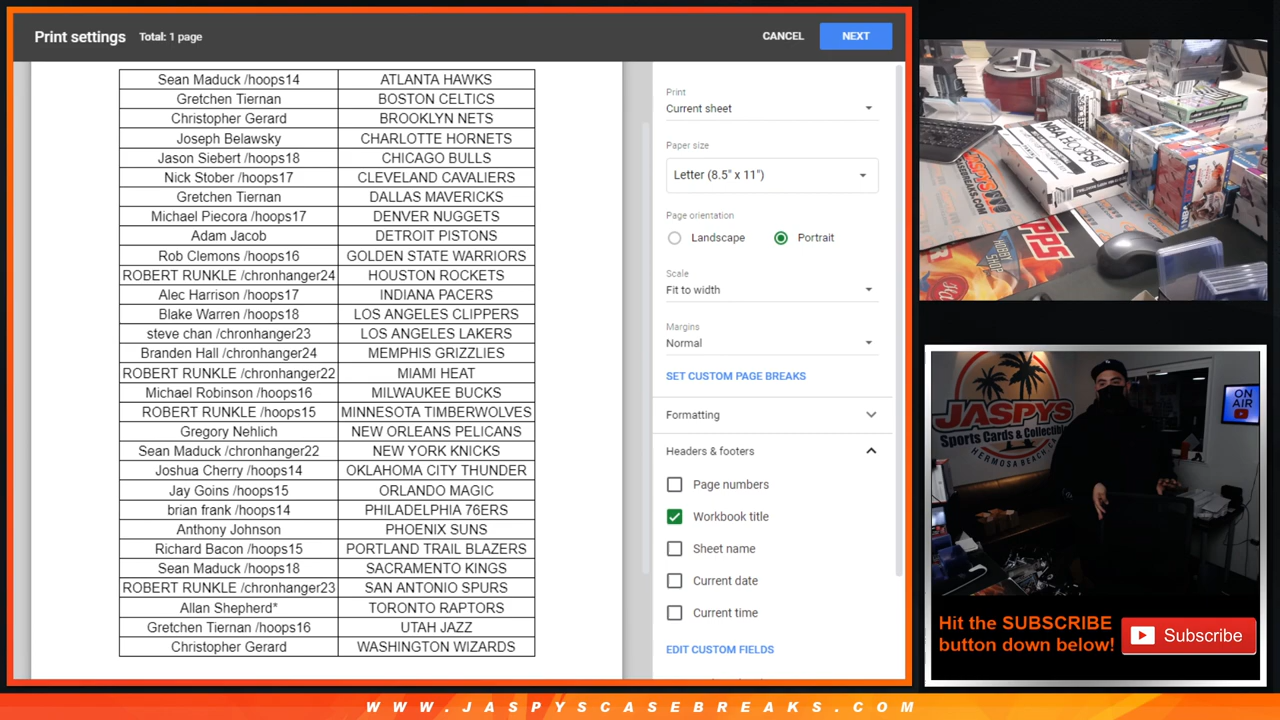 Print settings Total: 1 page CANCEL NEXT
Sean Maduck /hoops14 ATLANTA HAWKS
Gretchen Tiernan BOSTON CELTICS
Christopher Gerard BROOKLYN NETS
Joseph Belawsky CHARLOTTE HORNETS
Jason Siebert /hoops18 CHICAGO BULLS
Nick Stober /hoops17 CLEVELAND CAVALIERS
Gretchen Tiernan DALLAS MAVERICKS
Michael Piecora /hoops17 DENVER NUGGETS
Adam Jacob DETROIT PISTONS
Rob Clemons /hoops16 GOLDEN STATE WARRIORS
ROBERT RUNKLE /chronhanger24 HOUSTON ROCKETS
Alec Harrison /hoops17 INDIANA PACERS
Blake Warren /hoops18 LOS ANGELES CLIPPERS
steve chan /chronhanger23 LOS ANGELES LAKERS
Branden Hall /chronhanger24 MEMPHIS GRIZZLIES
ROBERT RUNKLE /chronhanger22 MIAMI HEAT
Michael Robinson /hoops16 MILWAUKEE BUCKS
ROBERT RUNKLE /hoops15 MINNESOTA TIMBERWOLVES
Gregory Nehlich NEW ORLEANS PELICANS
Sean Maduck /chronhanger22 NEW YORK KNICKS
Joshua Cherry /hoops14 OKLAHOMA CITY THUNDER
Jay Goins /hoops15 ORLANDO MAGIC
brian frank /hoops14 PHILADELPHIA 76ERS
Anthony Johnson PHOENIX SUNS
Richard Bacon /hoops15 PORTLAND TRAIL BLAZERS
Sean Maduck /hoops18 SACRAMENTO KINGS
ROBERT RUNKLE /chronhanger23 SAN ANTONIO SPURS
Allan Shepherd* TORONTO RAPTORS
Gretchen Tiernan /hoops16 UTAH JAZZ
Christopher Gerard WASHINGTON WIZARDS
Print
Current sheet
Paper size
Letter (8.5" x 11")
Page orientation
Landscape Portrait
Scale
Fit to width
Margins
Normal
SET CUSTOM PAGE BREAKS
Formatting
Headers & footers
Page numbers
Workbook title
Sheet name
Current date
Current time
EDIT CUSTOM FIELDS
NBA HOOPS
JASPYS
CASEBREAKS.COM
TOPPS
HOBBY
SHOP
NBA
JASPYS
Sports Cards & Collectibles
HERMOSA BEACH, CA
ON
AIR
Hit the SUBSCRIBE
button down below!
Subscribe
WWW.JASPYSCASEBREAKS.COM